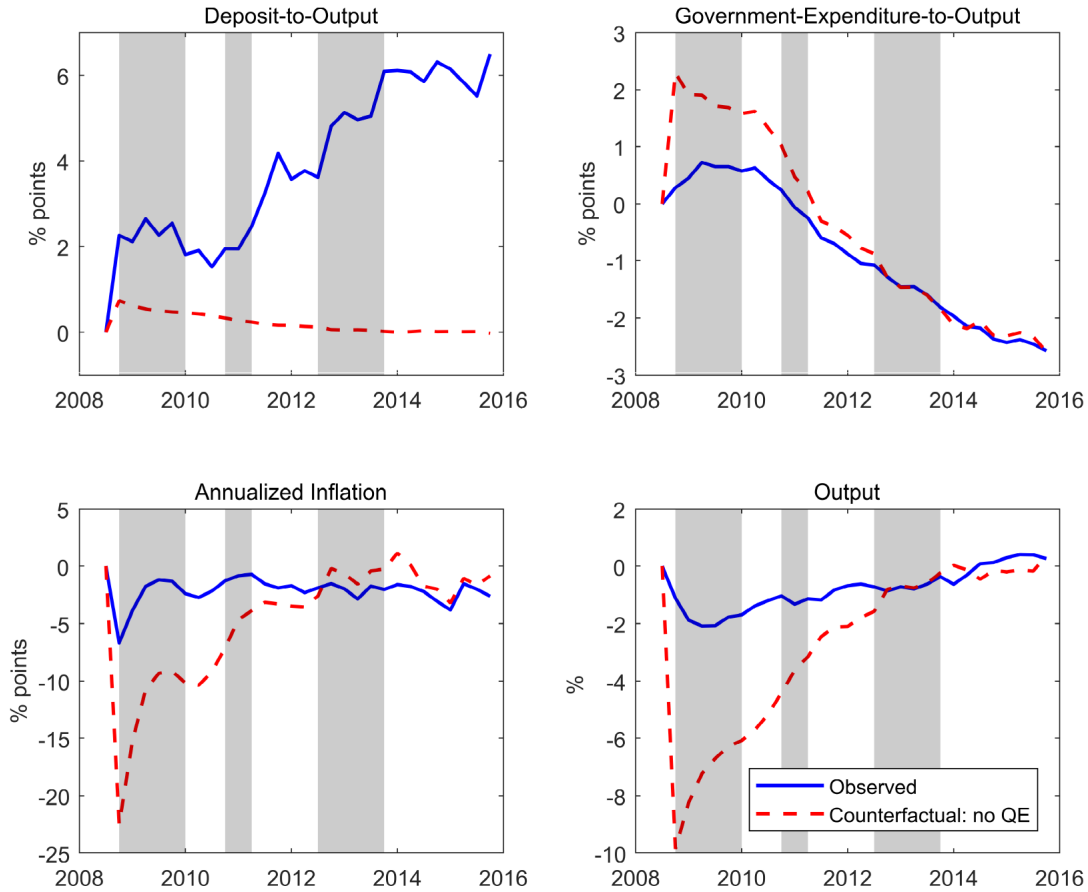 Deposit-to-Output
% points
6
4
2
0
2008 2010 2012 2014 2016
Government-Expenditure-to-Output
% points
3
2
1
0
-1
-2
-3
2008 2010 2012 2014 2016
Annualized Inflation
% points
5
0
-5
-10
-15
-20
-25
2008 2010 2012 2014 2016
Output
%
2
0
-2
-4
-6
-8
-10
2008 2010 2012 2014 2016
Observed
Counterfactual: no QE